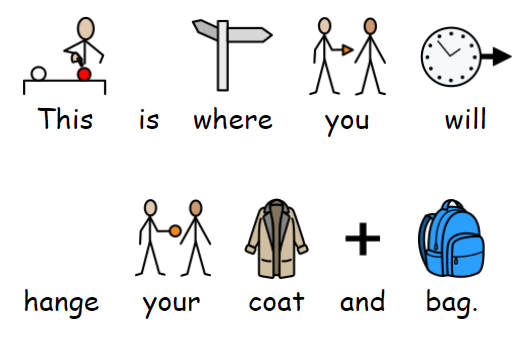 This is where you will
hange your coat and bag.